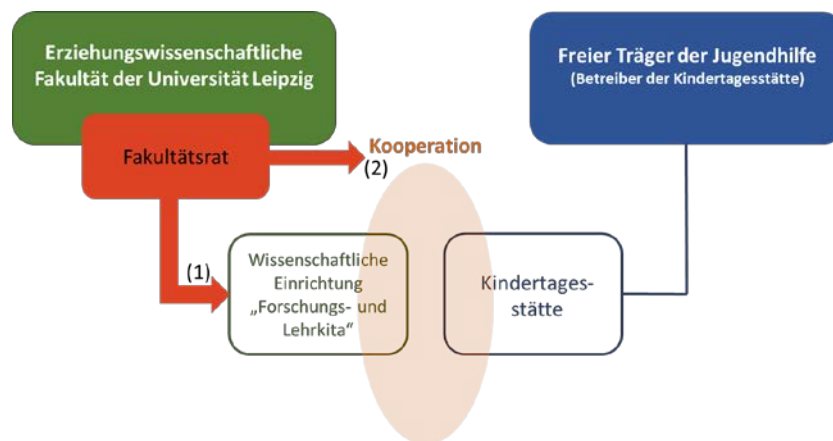 Erziehungswissenschaftliche
Fakultät der Universität Leipzig
Freier Träger der Jugendhilfe
(Betreiber der Kindertagesstätte)
Fakultätsrat
Kooperation
(2)
(1)
Wissenschaftliche
Einrichtung
„Forschungs- und
Lehrkita“
Kindertages-
stätte